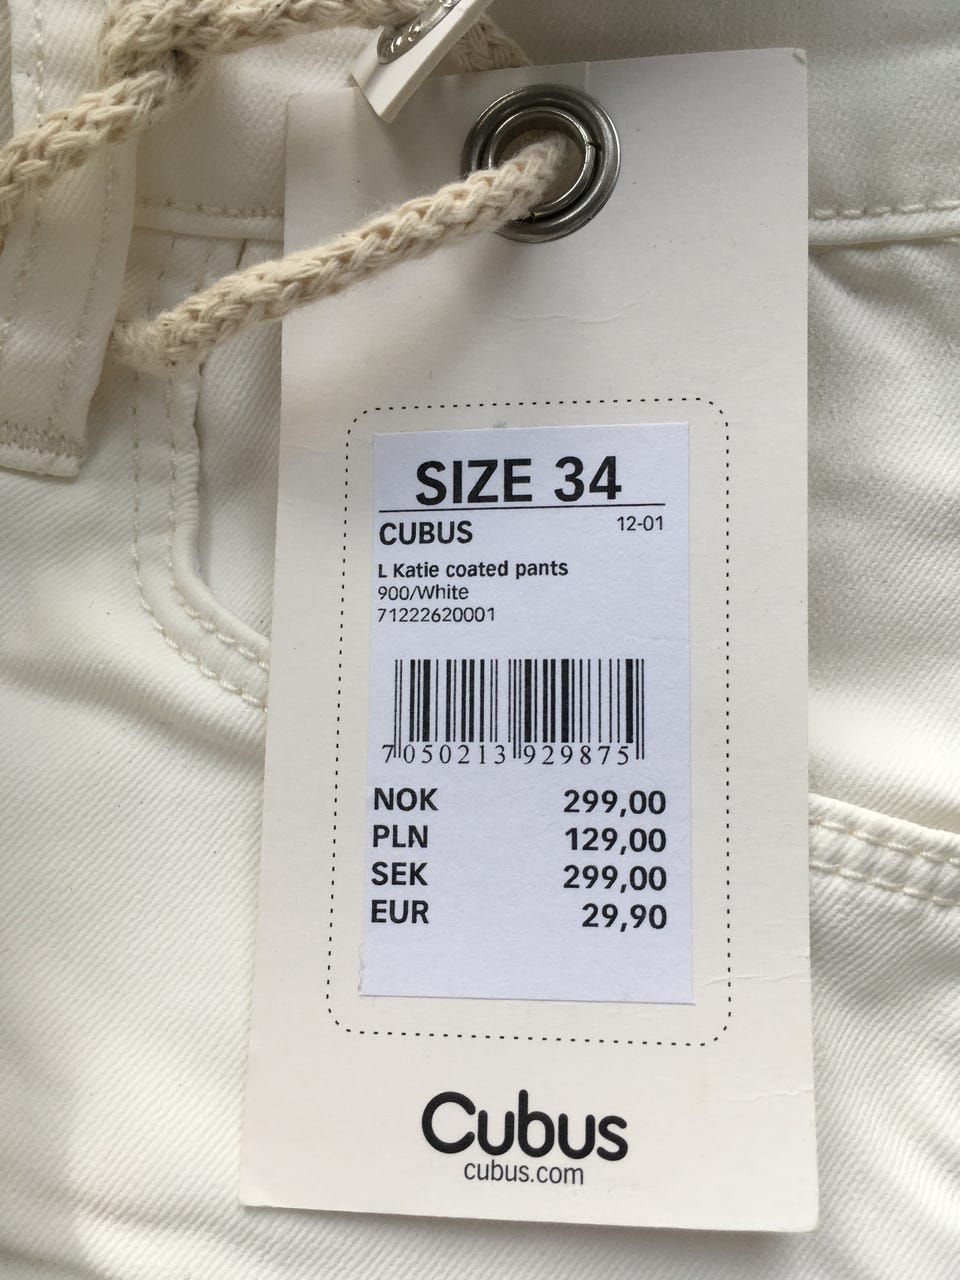 SIZE 34
CUBUS 12-01
L Katie coated pants
900/White
71222620001
7 050213 929875
NOK 299,00
PLN 129,00
SEK 299,00
EUR 29,90
Cubus
cubus.com